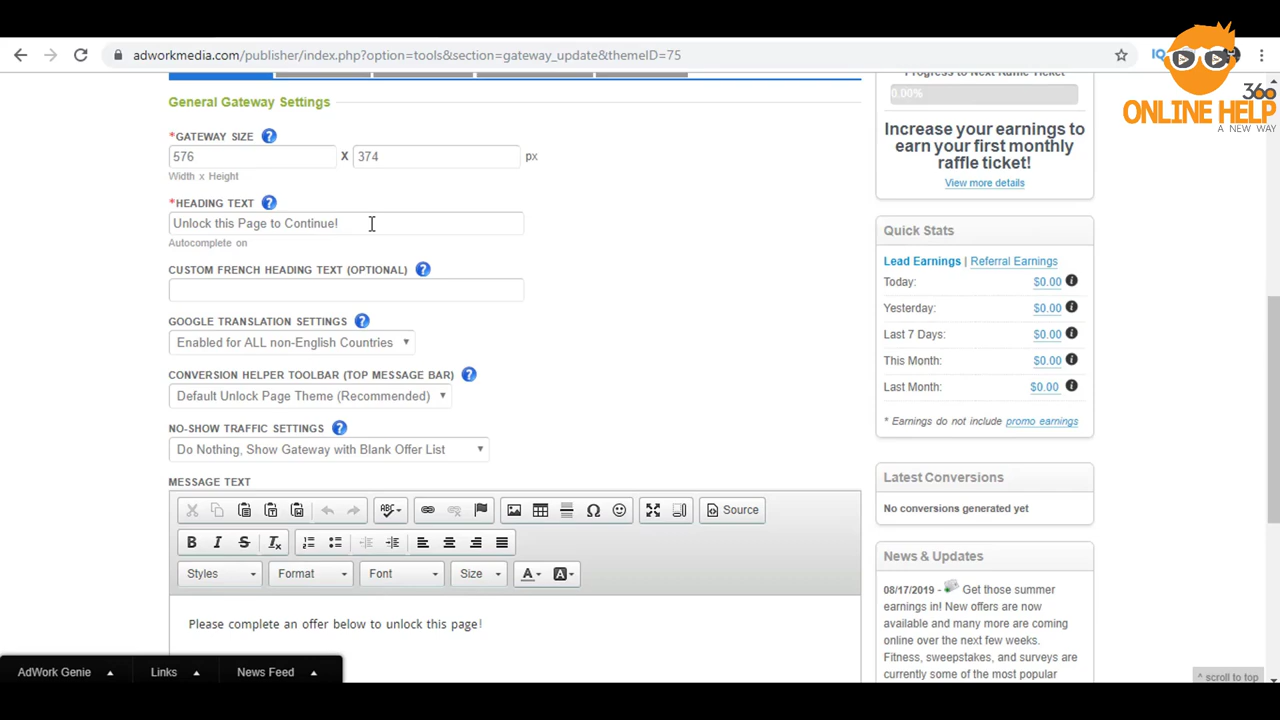 adworkmedia.com/publisher/index.php?option=tools&section=gateway_update&themeID=75
360
ONLINE HELP
A NEW WAY
General Gateway Settings
*GATEWAY SIZE ?
576 X 374 px
Width x Height
*HEADING TEXT ?
Unlock this Page to Continue!
Autocomplete on
CUSTOM FRENCH HEADING TEXT (OPTIONAL) ?
GOOGLE TRANSLATION SETTINGS ?
Enabled for ALL non-English Countries
CONVERSION HELPER TOOLBAR (TOP MESSAGE BAR) ?
Default Unlock Page Theme (Recommended)
NO-SHOW TRAFFIC SETTINGS ?
Do Nothing, Show Gateway with Blank Offer List
MESSAGE TEXT
Source
Styles Format Font Size A A
Please complete an offer below to unlock this page!
AdWork Genie Links News Feed
Progress to Next Raffle Ticket
0.00%
Increase your earnings to
earn your first monthly
raffle ticket!
View more details
Quick Stats
Lead Earnings | Referral Earnings
Today: $0.00
Yesterday: $0.00
Last 7 Days: $0.00
This Month: $0.00
Last Month: $0.00
* Earnings do not include promo earnings
Latest Conversions
No conversions generated yet
News & Updates
08/17/2019 - Get those summer
earnings in! New offers are now
available and many more are coming
online over the next few weeks.
Fitness, sweepstakes, and surveys are
currently some of the most popular
^ scroll to top